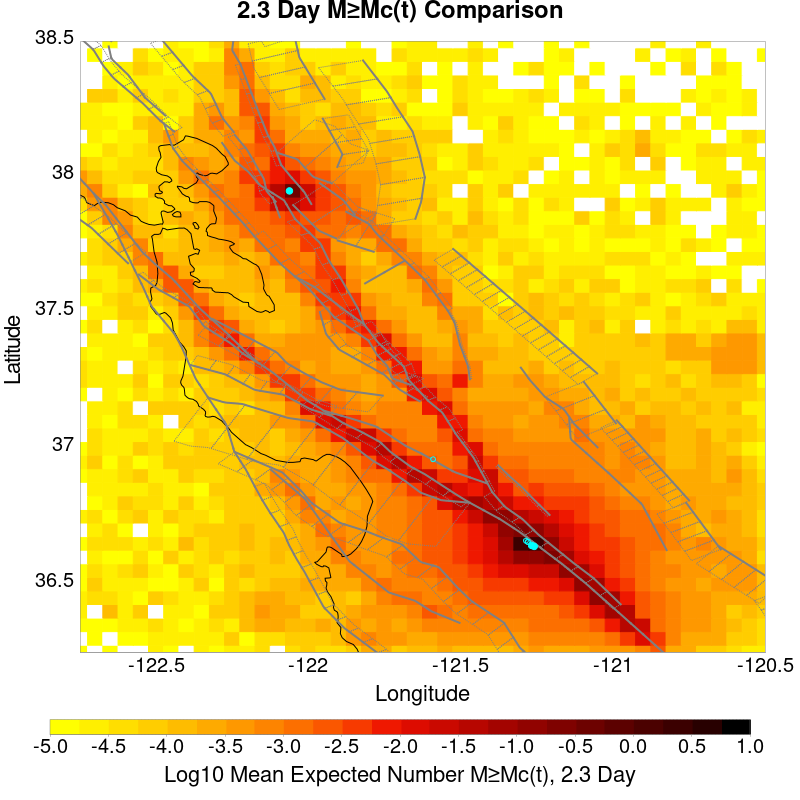 2.3 Day M≥Mc(t) Comparison
38.5
38
37.5
37
36.5
Latitude
-122.5 -122 -121.5 -121 -120.5
Longitude
-5.0 -4.5 -4.0 -3.5 -3.0 -2.5 -2.0 -1.5 -1.0 -0.5 0.0 0.5 1.0
Log10 Mean Expected Number M≥Mc(t), 2.3 Day